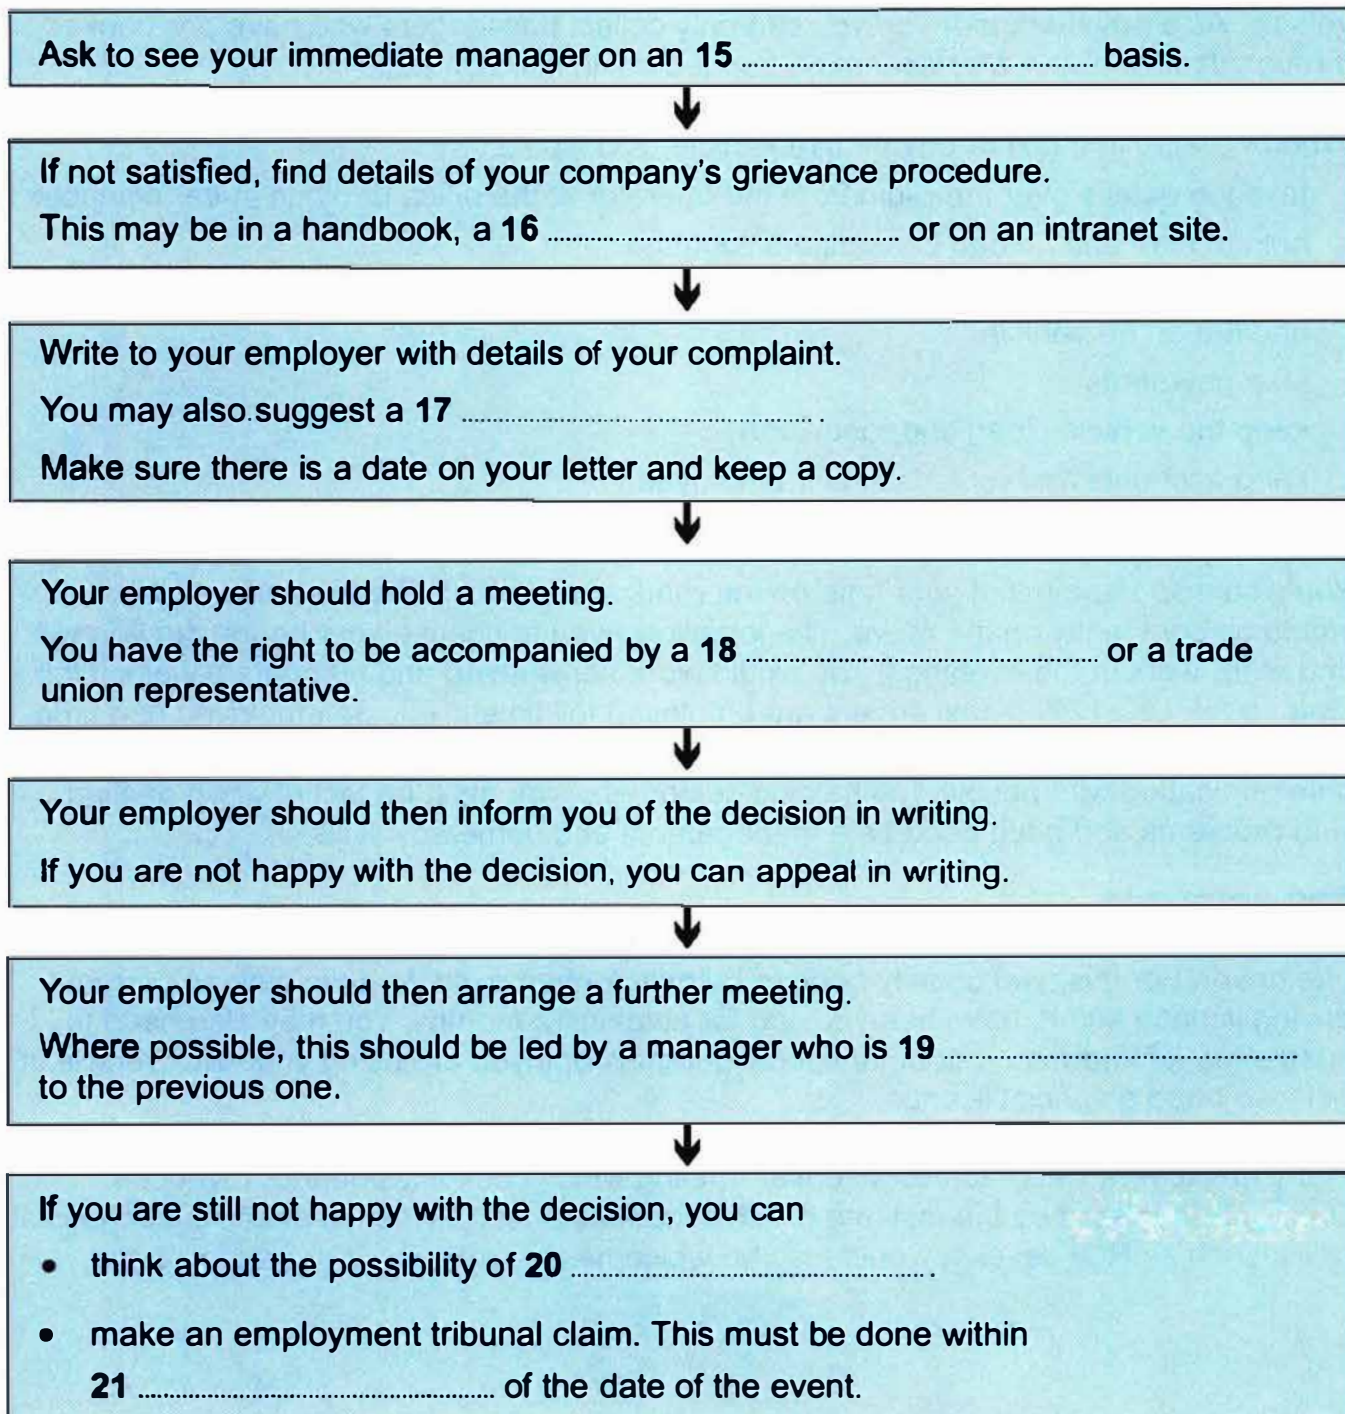 Ask to see your immediate manager on an 15 .......................................... basis.
If not satisfied, find details of your company's grievance procedure.
This may be in a handbook, a 16 .......................................... or on an intranet site.
Write to your employer with details of your complaint.
You may also suggest a 17 .......................................... .
Make sure there is a date on your letter and keep a copy.
Your employer should hold a meeting.
You have the right to be accompanied by a 18 .......................................... or a trade
union representative.
Your employer should then inform you of the decision in writing.
If you are not happy with the decision, you can appeal in writing.
Your employer should then arrange a further meeting.
Where possible, this should be led by a manager who is 19 ..........................................
to the previous one.
If you are still not happy with the decision, you can
• think about the possibility of 20 .......................................... .
• make an employment tribunal claim. This must be done within
21 .......................................... of the date of the event.